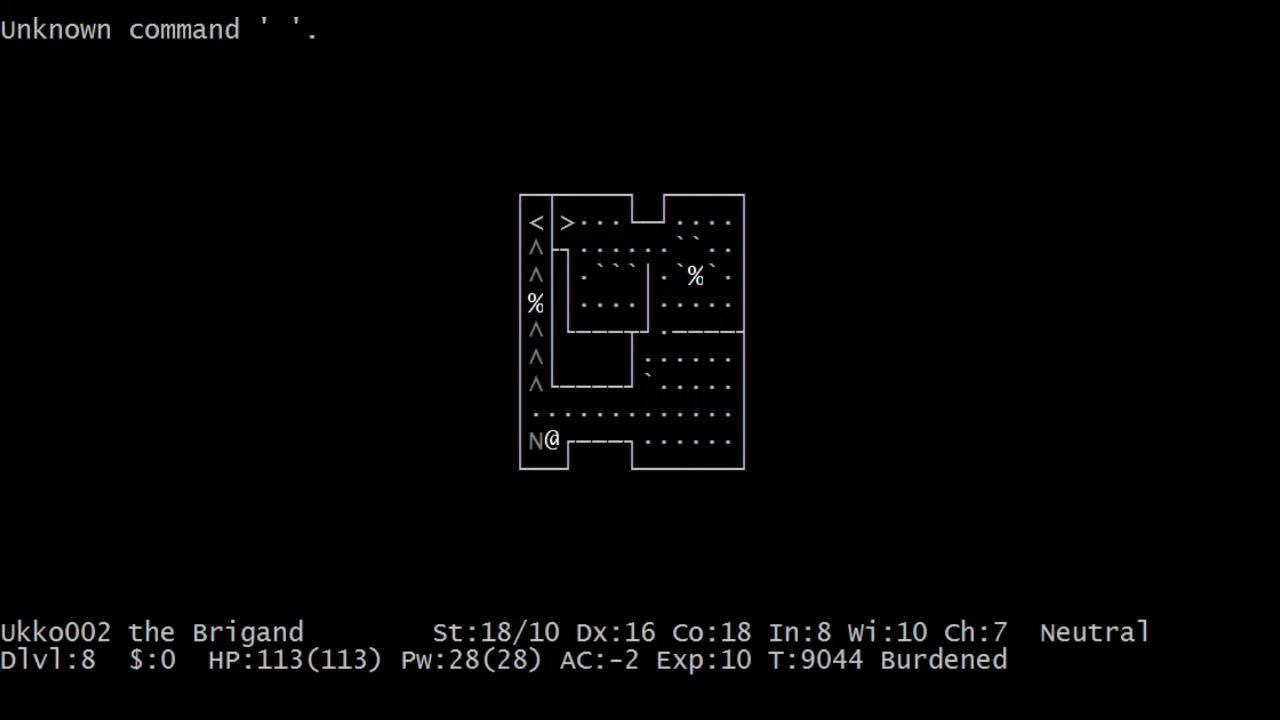 Unknown command ' '.
┌─┬────┐ ┌────┐
│<│>...└─┘....│
│^├┐......``..│
│^││.```│.`%`.│
│%││....│.....│
│^│└───┬┘.────┤
│^│    │......│
│^└────┘`.....│
│.............│
│N@┌───┐......│
└──┘   └──────┘
Ukko002 the Brigand St:18/10 Dx:16 Co:18 In:8 Wi:10 Ch:7 Neutral
Dlvl:8 $:0 HP:113(113) Pw:28(28) AC:-2 Exp:10 T:9044 Burdened